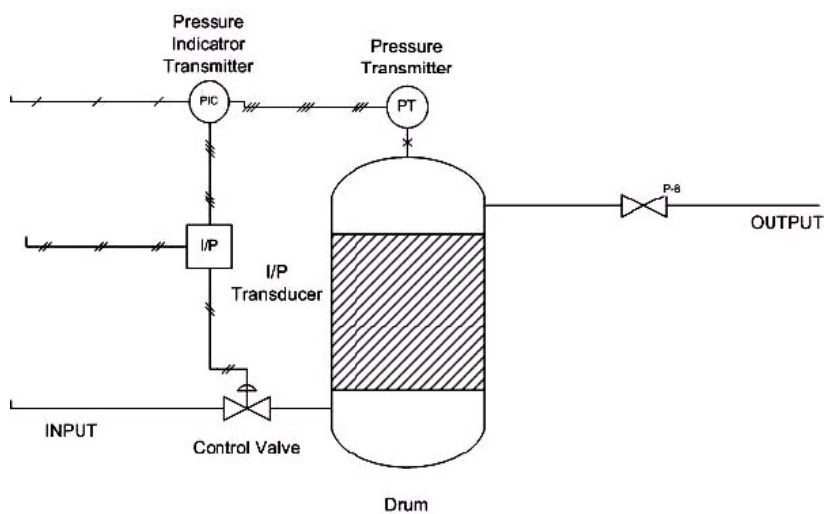 Pressure
Indicatror
Transmitter
Pressure
Transmitter
PIC
PT
P-8
OUTPUT
I/P
I/P
Transducer
INPUT
Control Valve
Drum